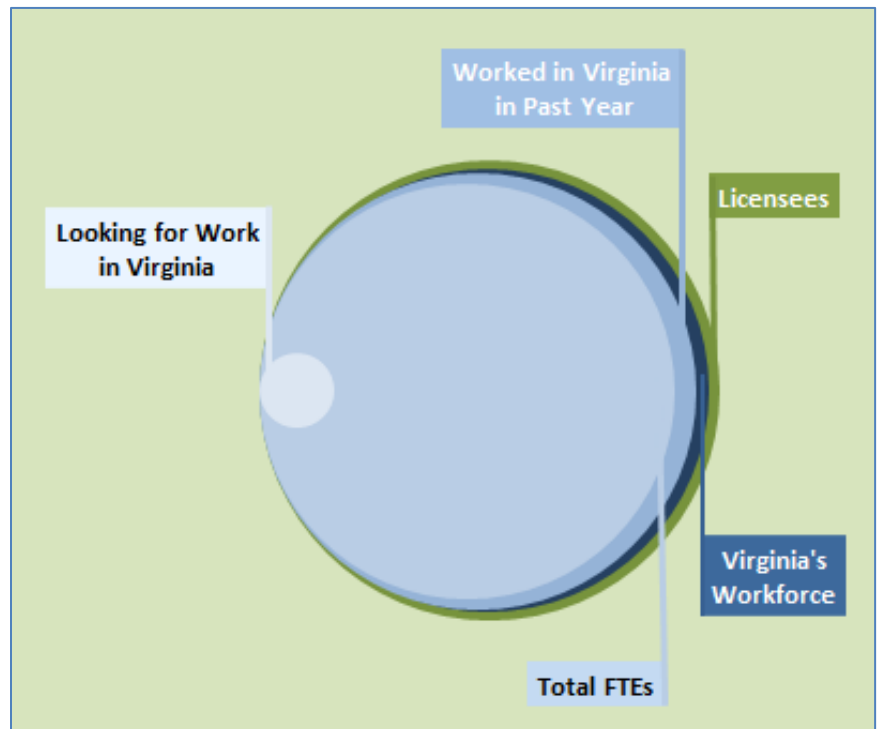 Worked in Virginia
in Past Year
Licensees
Looking for Work
in Virginia
Virginia's
Workforce
Total FTEs